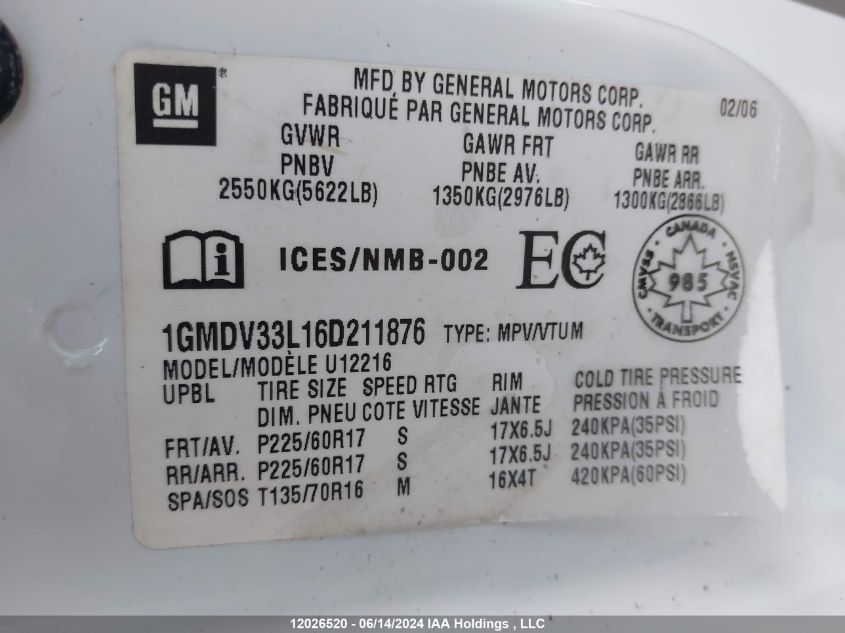 GM®
MFD BY GENERAL MOTORS CORP. 02/06
FABRIQUÉ PAR GENERAL MOTORS CORP.
GVWR GAWR FRT GAWR RR
PNBV PNBE AV. PNBE ARR.
2550KG(5622LB) 1350KG(2976LB) 1300KG(2866LB)
i ICES/NMB-002 EC
CANADA
CMVSS 985 NSVAC
TRANSPORT
1GMDV33L16D211876 TYPE: MPV/VTUM
MODEL/MODÈLE U12216
UPBL TIRE SIZE SPEED RTG RIM COLD TIRE PRESSURE
DIM. PNEU COTE VITESSE JANTE PRESSION À FROID
FRT/AV. P225/60R17 S 17X6.5J 240KPA(35PSI)
RR/ARR. P225/60R17 S 17X6.5J 240KPA(35PSI)
SPA/SOS T135/70R16 M 16X4T 420KPA(60PSI)
12026520 - 06/14/2024 IAA Holdings , LLC